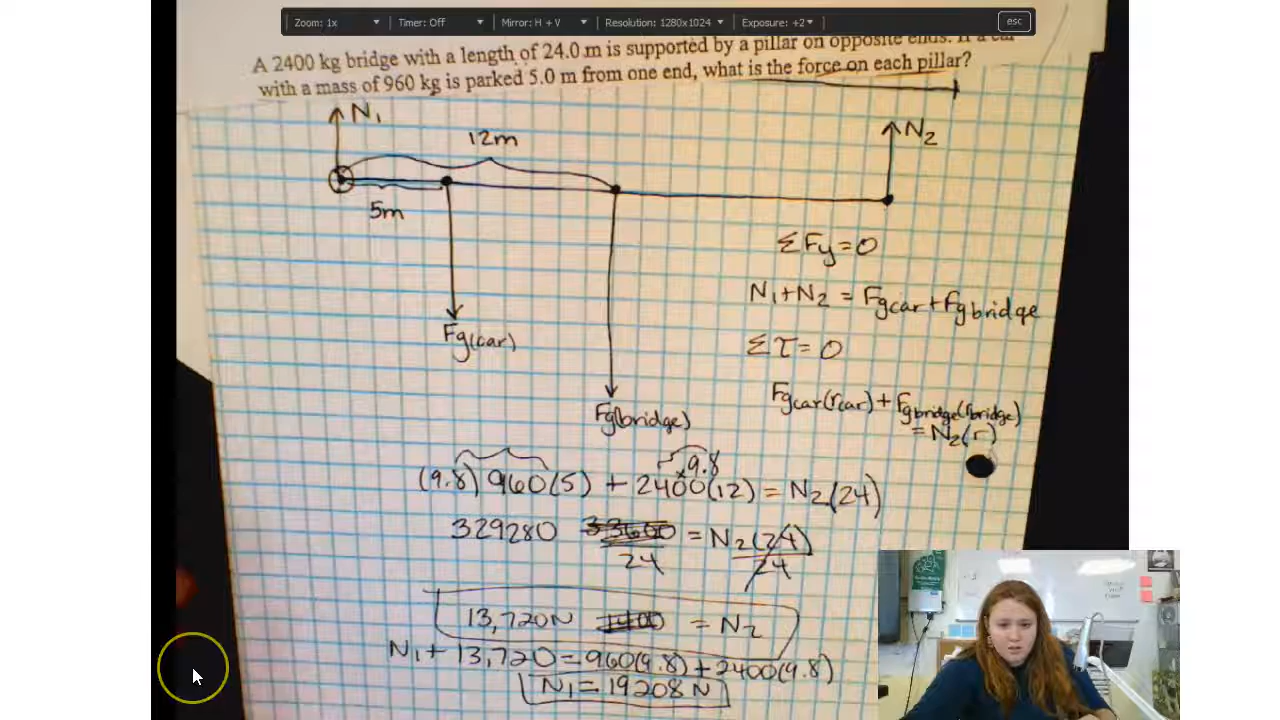 Zoom: 1x Timer: Off Mirror: H + V Resolution: 1280x1024 Exposure: +2 esc
A 2400 kg bridge with a length of 24.0 m is supported by a pillar on opposite ends. If a car
with a mass of 960 kg is parked 5.0 m from one end, what is the force on each pillar?
N₁
12m
N₂
5m
ΣFy=0
N₁+N₂ = Fgcar+Fgbridge
Fg(car)
Στ=0
Fgcar(rcar)+Fgbridge(rbridge)
=N₂(r)
Fg(bridge)
×9.8
(9.8)960(5) + 2400(12)=N₂(24)
329280 33600 = N₂(24)
24 24
13,720N 1400 = N₂
N₁+ 13,720=960(9.8)+2400(9.8)
N₁=19208 N